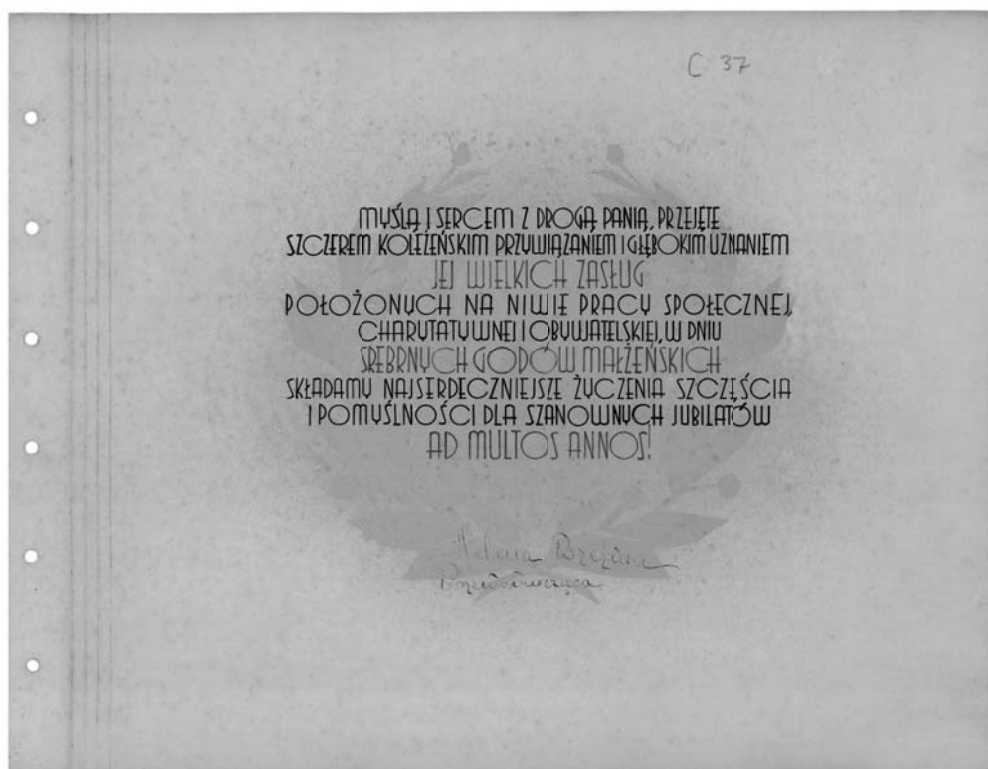 C 37
MYŚLĄ I SERCEM Z DROGĄ PANIĄ, PRZEJĘTE
SZCZEREM KOLEŻEŃSKIM PRZYWIĄZANIEM I GŁĘBOKIM UZNANIEM
JEJ WIELKICH ZASŁUG
POŁOŻONYCH NA NIWIE PRACY SPOŁECZNEJ,
CHARYTATYWNEJ I OBYWATELSKIEJ, W DNIU
SREBRNYCH GODÓW MAŁŻEŃSKICH
SKŁADAMY NAJSERDECZNIEJSZE ŻYCZENIA SZCZĘŚCIA
I POMYŚLNOŚCI DLA SZANOWNYCH JUBILATÓW
AD MULTOS ANNOS!
Helena
Przewodnicząca